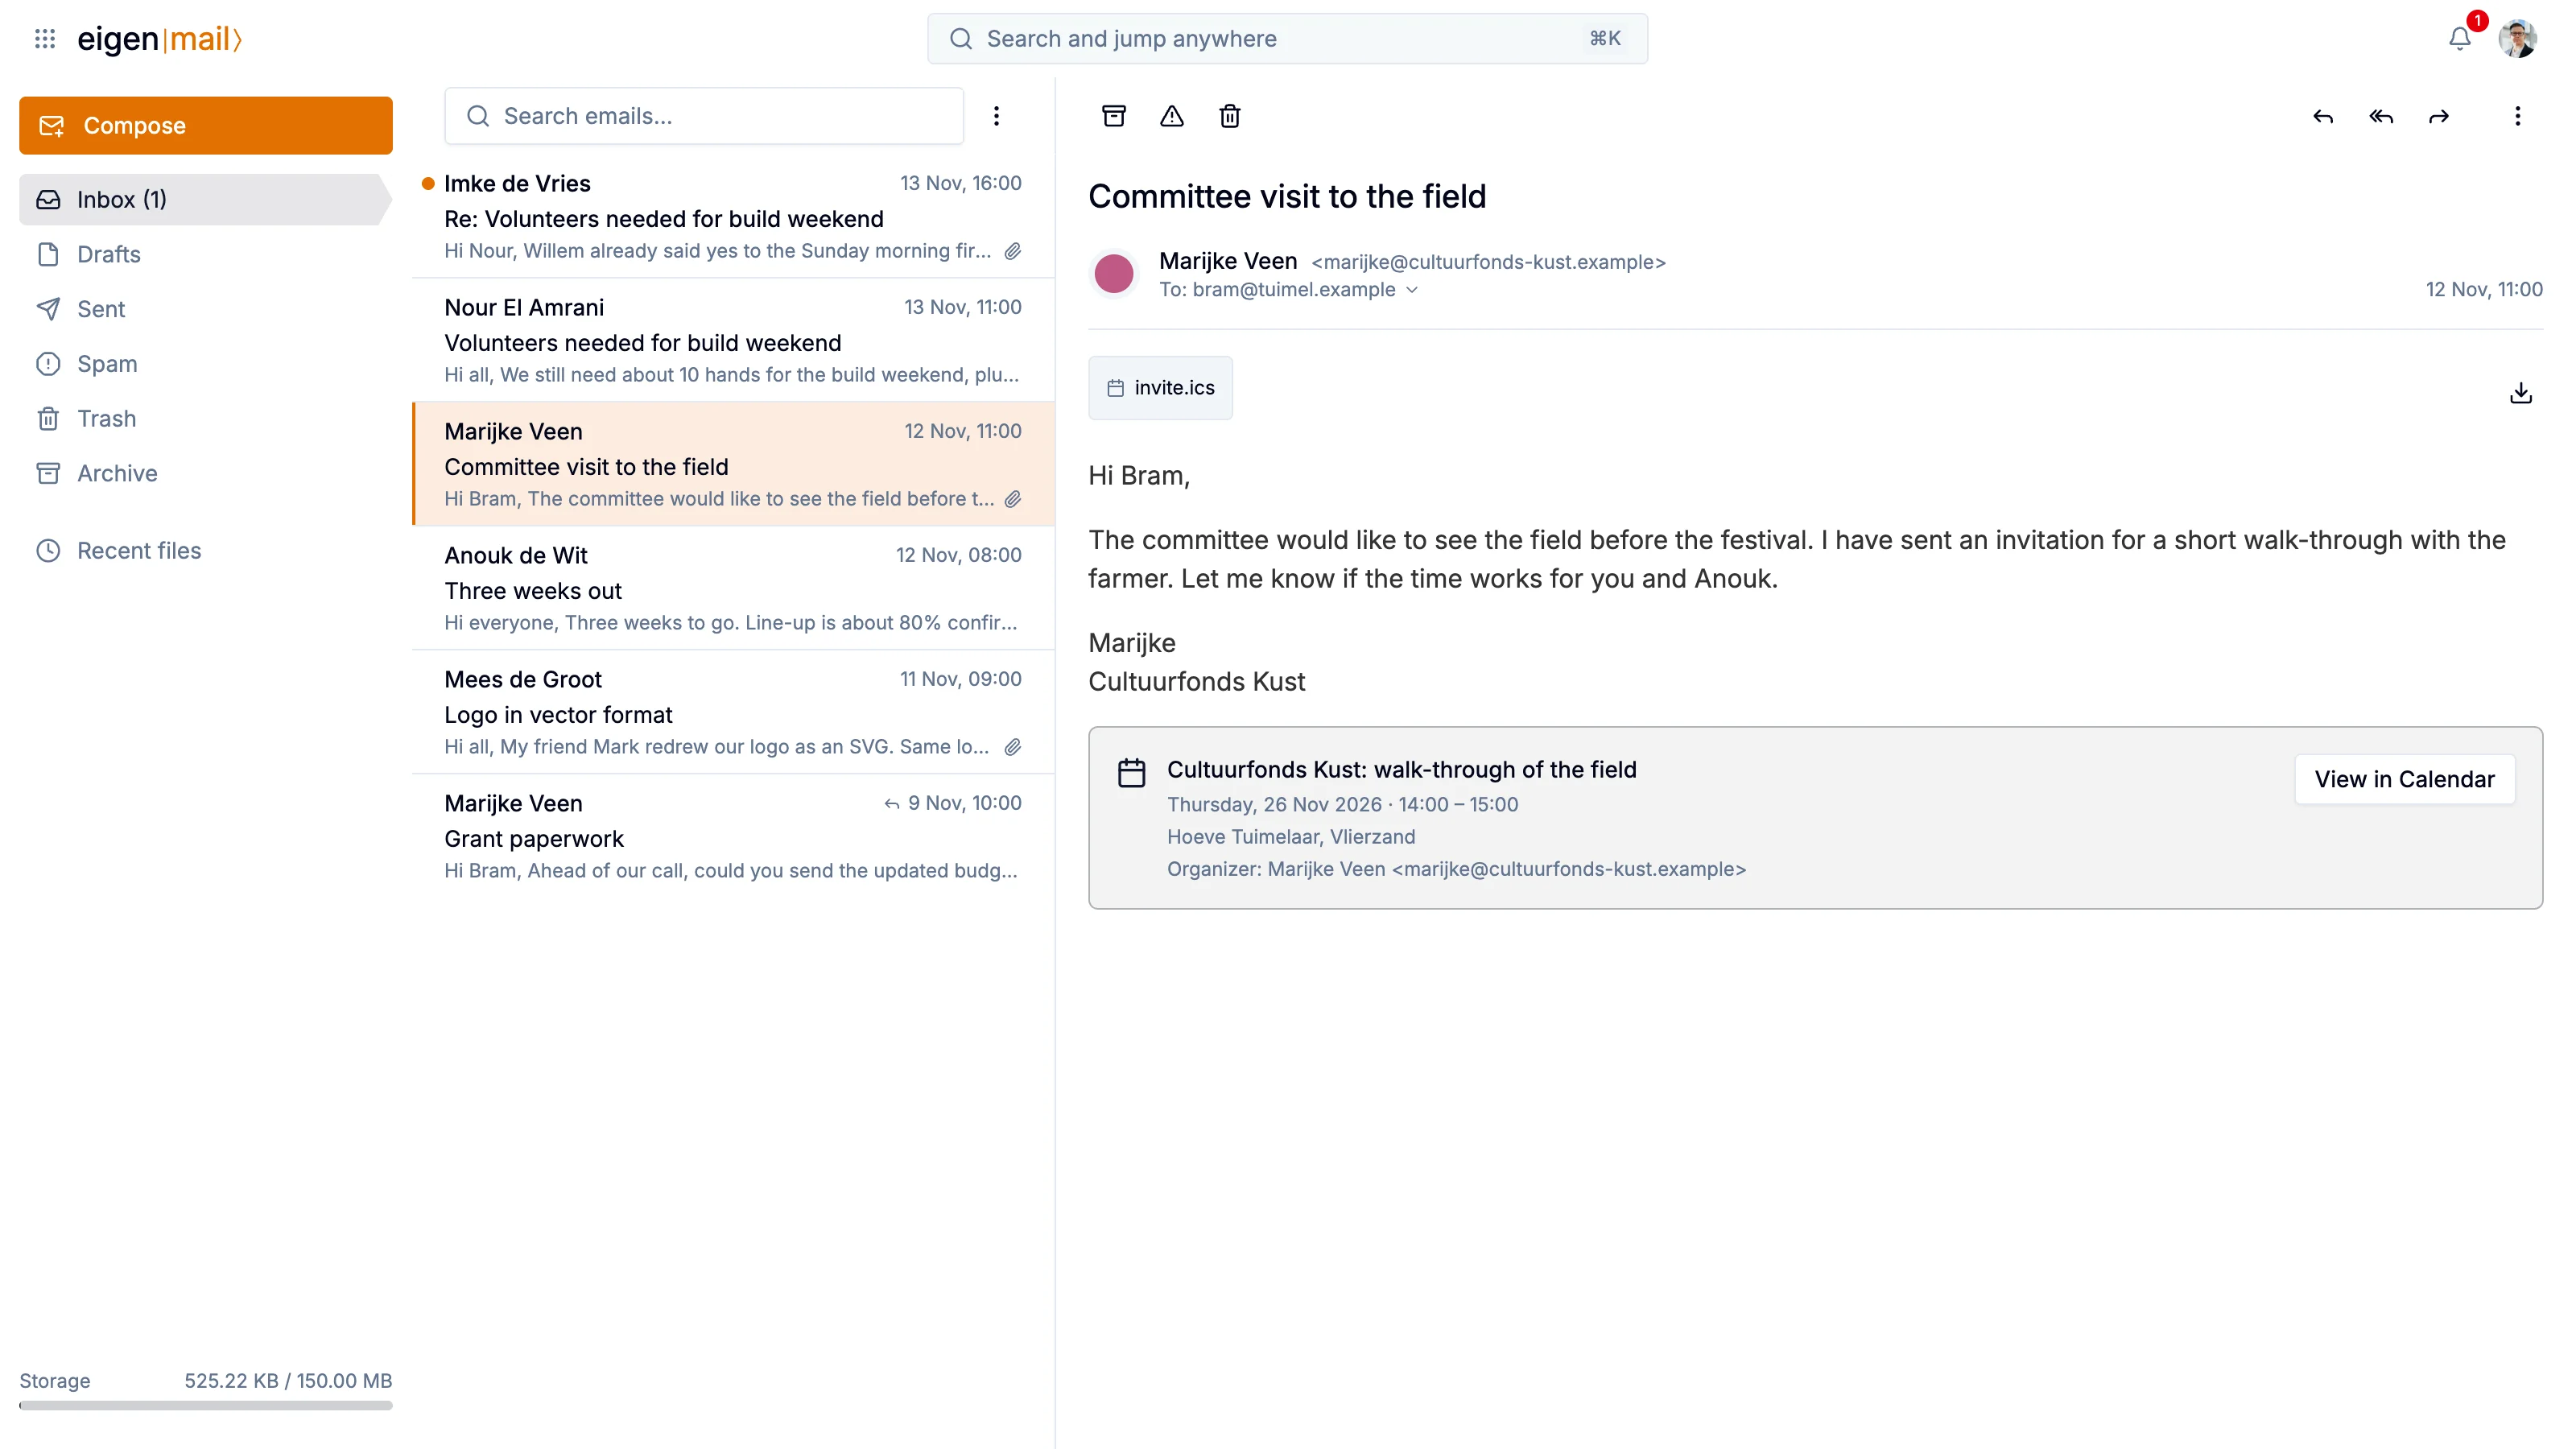 eigen|mail⟩
Search and jump anywhere ⌘K
1
Compose
Inbox (1)
Drafts
Sent
Spam
Trash
Archive
Recent files
Storage 525.22 KB / 150.00 MB
Search emails...
Imke de Vries 13 Nov, 16:00
Re: Volunteers needed for build weekend
Hi Nour, Willem already said yes to the Sunday morning fir...
Nour El Amrani 13 Nov, 11:00
Volunteers needed for build weekend
Hi all, We still need about 10 hands for the build weekend, plu...
Marijke Veen 12 Nov, 11:00
Committee visit to the field
Hi Bram, The committee would like to see the field before t...
Anouk de Wit 12 Nov, 08:00
Three weeks out
Hi everyone, Three weeks to go. Line-up is about 80% confir...
Mees de Groot 11 Nov, 09:00
Logo in vector format
Hi all, My friend Mark redrew our logo as an SVG. Same lo...
Marijke Veen 9 Nov, 10:00
Grant paperwork
Hi Bram, Ahead of our call, could you send the updated budg...
Committee visit to the field
Marijke Veen <marijke@cultuurfonds-kust.example>
To: bram@tuimel.example
12 Nov, 11:00
invite.ics
Hi Bram,
The committee would like to see the field before the festival. I have sent an invitation for a short walk-through with the
farmer. Let me know if the time works for you and Anouk.
Marijke
Cultuurfonds Kust
Cultuurfonds Kust: walk-through of the field
Thursday, 26 Nov 2026 · 14:00 – 15:00
Hoeve Tuimelaar, Vlierzand
Organizer: Marijke Veen <marijke@cultuurfonds-kust.example>
View in Calendar